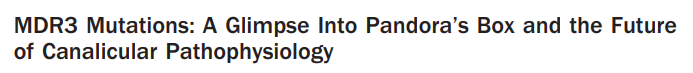 MDR3 Mutations: A Glimpse Into Pandora's Box and the Future
of Canalicular Pathophysiology